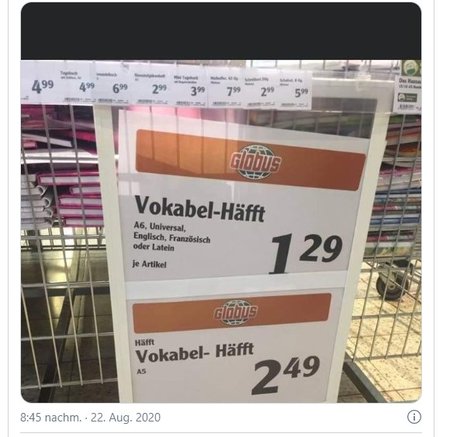 4.99
4.99
6.99
2.99
3.99
7.99
2.99
5.99
GLOBUS
Vokabel-Häfft
A6, Universal,
Englisch, Französisch
oder Latein
je Artikel
1 29
GLOBUS
Häfft
Vokabel- Häfft
A5
2 49
8:45 nachm. · 22. Aug. 2020